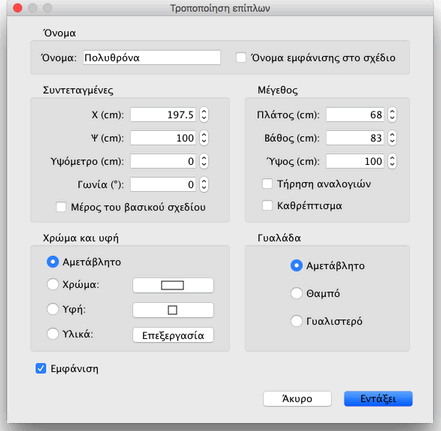 Τροποποίηση επίπλων
Όνομα
Όνομα: Πολυθρόνα Όνομα εμφάνισης στο σχέδιο
Συντεταγμένες
Χ (cm): 197.5
Ψ (cm): 100
Υψόμετρο (cm): 0
Γωνία (°): 0
Μέρος του βασικού σχεδίου
Μέγεθος
Πλάτος (cm): 68
Βάθος (cm): 83
Ύψος (cm): 100
Τήρηση αναλογιών
Καθρέπτισμα
Χρώμα και υφή
Αμετάβλητο
Χρώμα:
Υφή:
Υλικά: Επεξεργασία
Γυαλάδα
Αμετάβλητο
Θαμπό
Γυαλιστερό
Εμφάνιση
Άκυρο Εντάξει